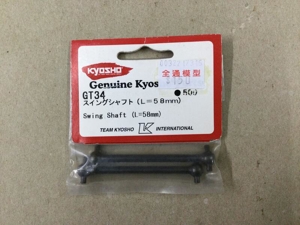 KYOSHO
全通模型
Genuine Kyos
GT34
スイングシャフト (L=58mm)
Swing Shaft (L=58mm)
TEAM KYOSHO K INTERNATIONAL